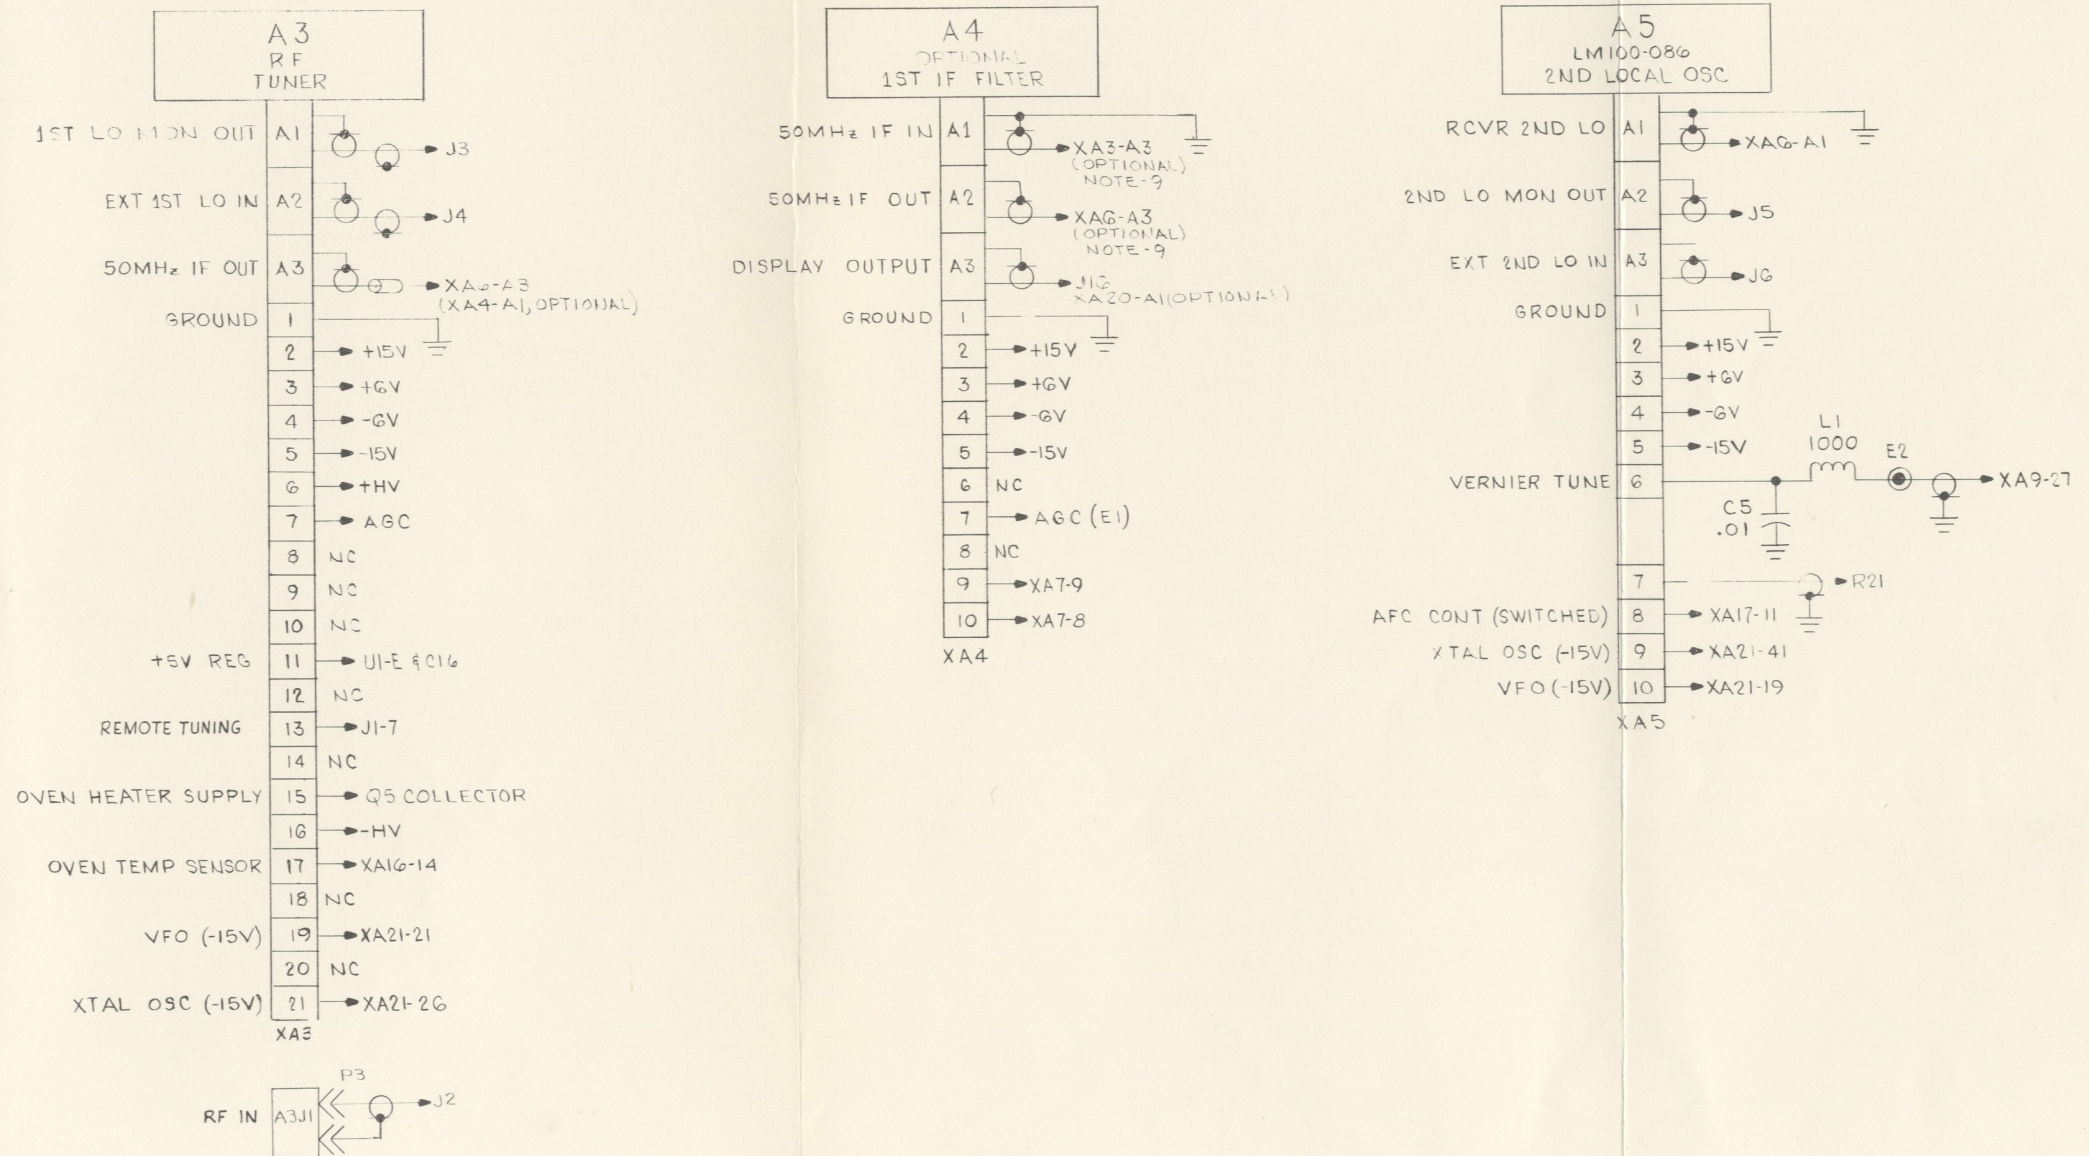 A3
RF
TUNER
1ST LO MON OUT A1 J3
EXT 1ST LO IN A2 J4
50MHz IF OUT A3 XA6-A3
(XA4-A1, OPTIONAL)
GROUND 1
2 +15V
3 +6V
4 -6V
5 -15V
6 +HV
7 AGC
8 NC
9 NC
10 NC
+5V REG 11 U1-E & C16
12 NC
REMOTE TUNING 13 J1-7
14 NC
OVEN HEATER SUPPLY 15 Q5 COLLECTOR
16 -HV
OVEN TEMP SENSOR 17 XA16-14
18 NC
VFO (-15V) 19 XA21-21
20 NC
XTAL OSC (-15V) 21 XA21-26
XA3
P3
RF IN A3J1 J2
A4
OPTIONAL
1ST IF FILTER
50MHz IF IN A1 XA3-A3
(OPTIONAL)
NOTE-9
50MHz IF OUT A2 XA6-A3
(OPTIONAL)
NOTE-9
DISPLAY OUTPUT A3 J16
XA20-A1(OPTIONAL)
GROUND 1
2 +15V
3 +6V
4 -6V
5 -15V
6 NC
7 AGC (E1)
8 NC
9 XA7-9
10 XA7-8
XA4
A5
LM100-086
2ND LOCAL OSC
RCVR 2ND LO A1 XA6-A1
2ND LO MON OUT A2 J5
EXT 2ND LO IN A3 J6
GROUND 1
2 +15V
3 +6V
4 -6V
5 -15V
L1
1000
E2
VERNIER TUNE 6 XA9-27
C5
.01
7 R21
AFC CONT (SWITCHED) 8 XA17-11
XTAL OSC (-15V) 9 XA21-41
VFO (-15V) 10 XA21-19
XA5